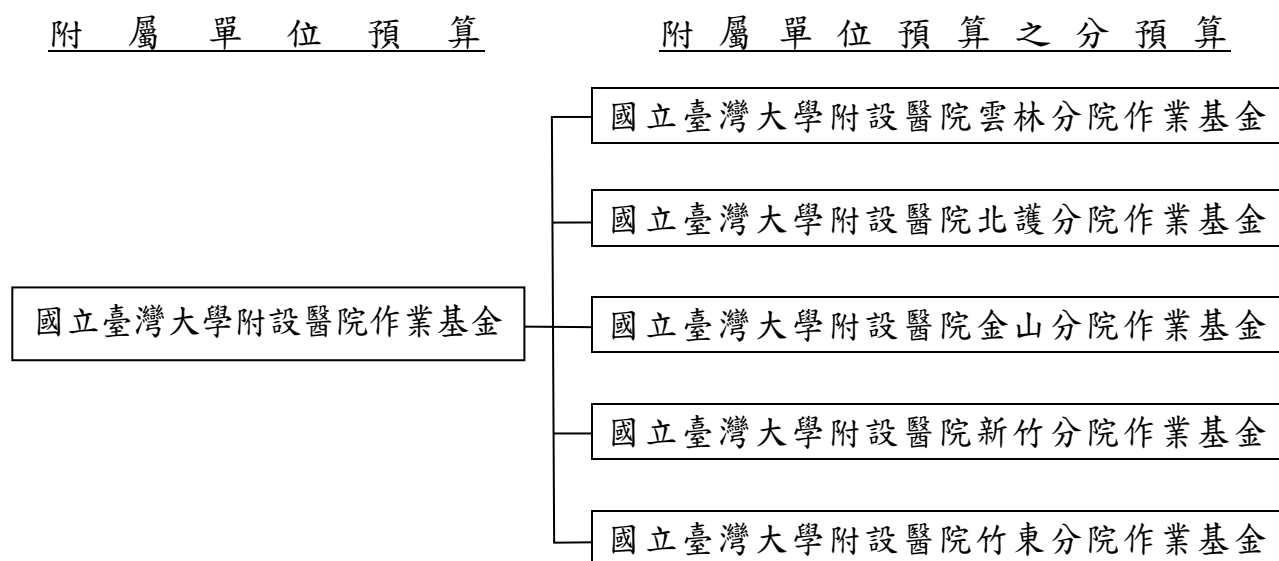 附屬單位預算
附屬單位預算之分預算
國立臺灣大學附設醫院雲林分院作業基金
國立臺灣大學附設醫院北護分院作業基金
國立臺灣大學附設醫院作業基金
國立臺灣大學附設醫院金山分院作業基金
國立臺灣大學附設醫院新竹分院作業基金
國立臺灣大學附設醫院竹東分院作業基金